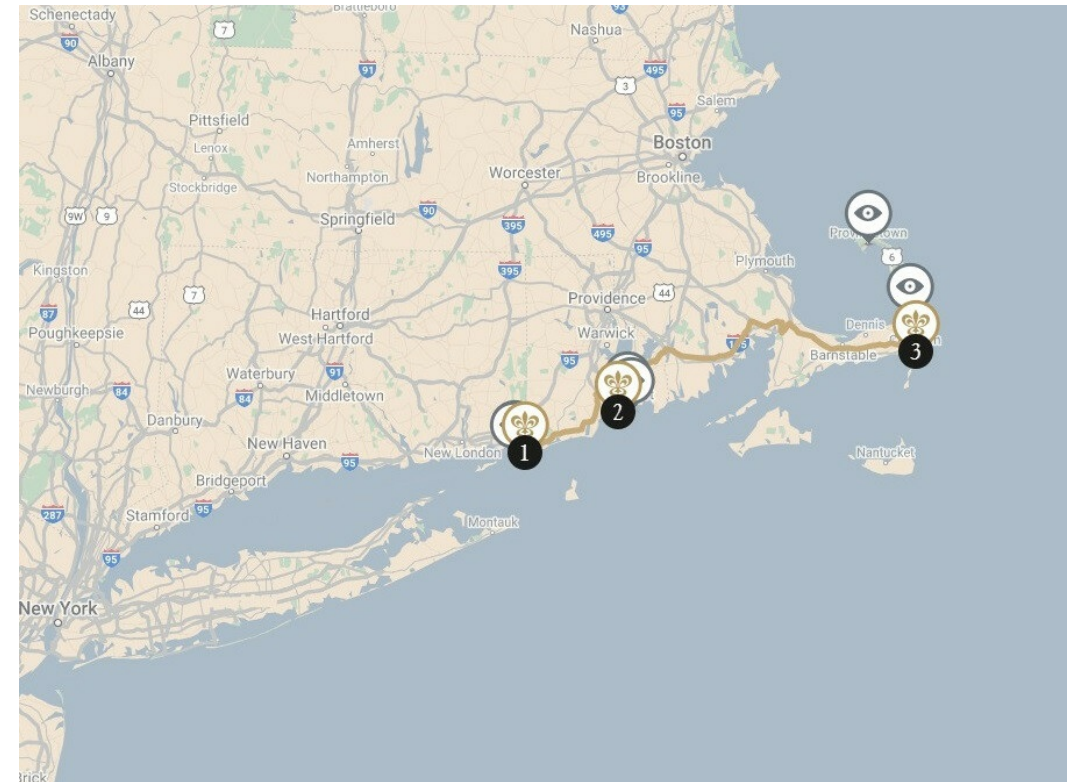 Schenectady
7
Nashua
90
91
495
Albany
3
Salem
95
Pittsfield
Amherst
Boston
Lenox
Worcester
Brookline
Stockbridge
Northampton
9W
9
Springfield
90
395
495
95
6
Kingston
395
Plymouth
7
44
Providence
44
87
Hartford
West Hartford
Warwick
Dennis
Poughkeepsie
95
Barnstable
3
Waterbury
91
Newburgh
84
84
Middletown
2
Danbury
New Haven
New London
1
95
Nantucket
Bridgeport
287
Stamford
95
Montauk
95
New York
Brick